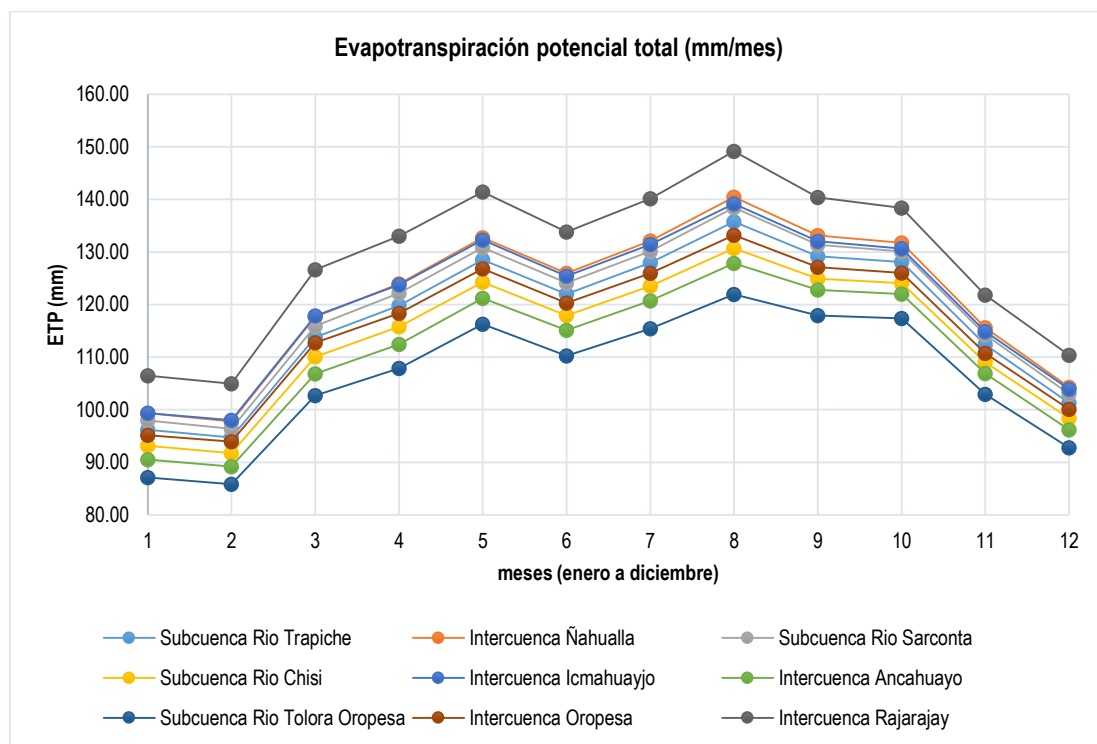 Evapotranspiración potencial total (mm/mes)
160.00
150.00
140.00
130.00
120.00
110.00
100.00
90.00
80.00
ETP (mm)
1 2 3 4 5 6 7 8 9 10 11 12
meses (enero a diciembre)
Subcuenca Rio Trapiche Intercuenca Ñahualla Subcuenca Rio Sarconta
Subcuenca Rio Chisi Intercuenca Icmahuayjo Intercuenca Ancahuayo
Subcuenca Rio Tolora Oropesa Intercuenca Oropesa Intercuenca Rajarajay